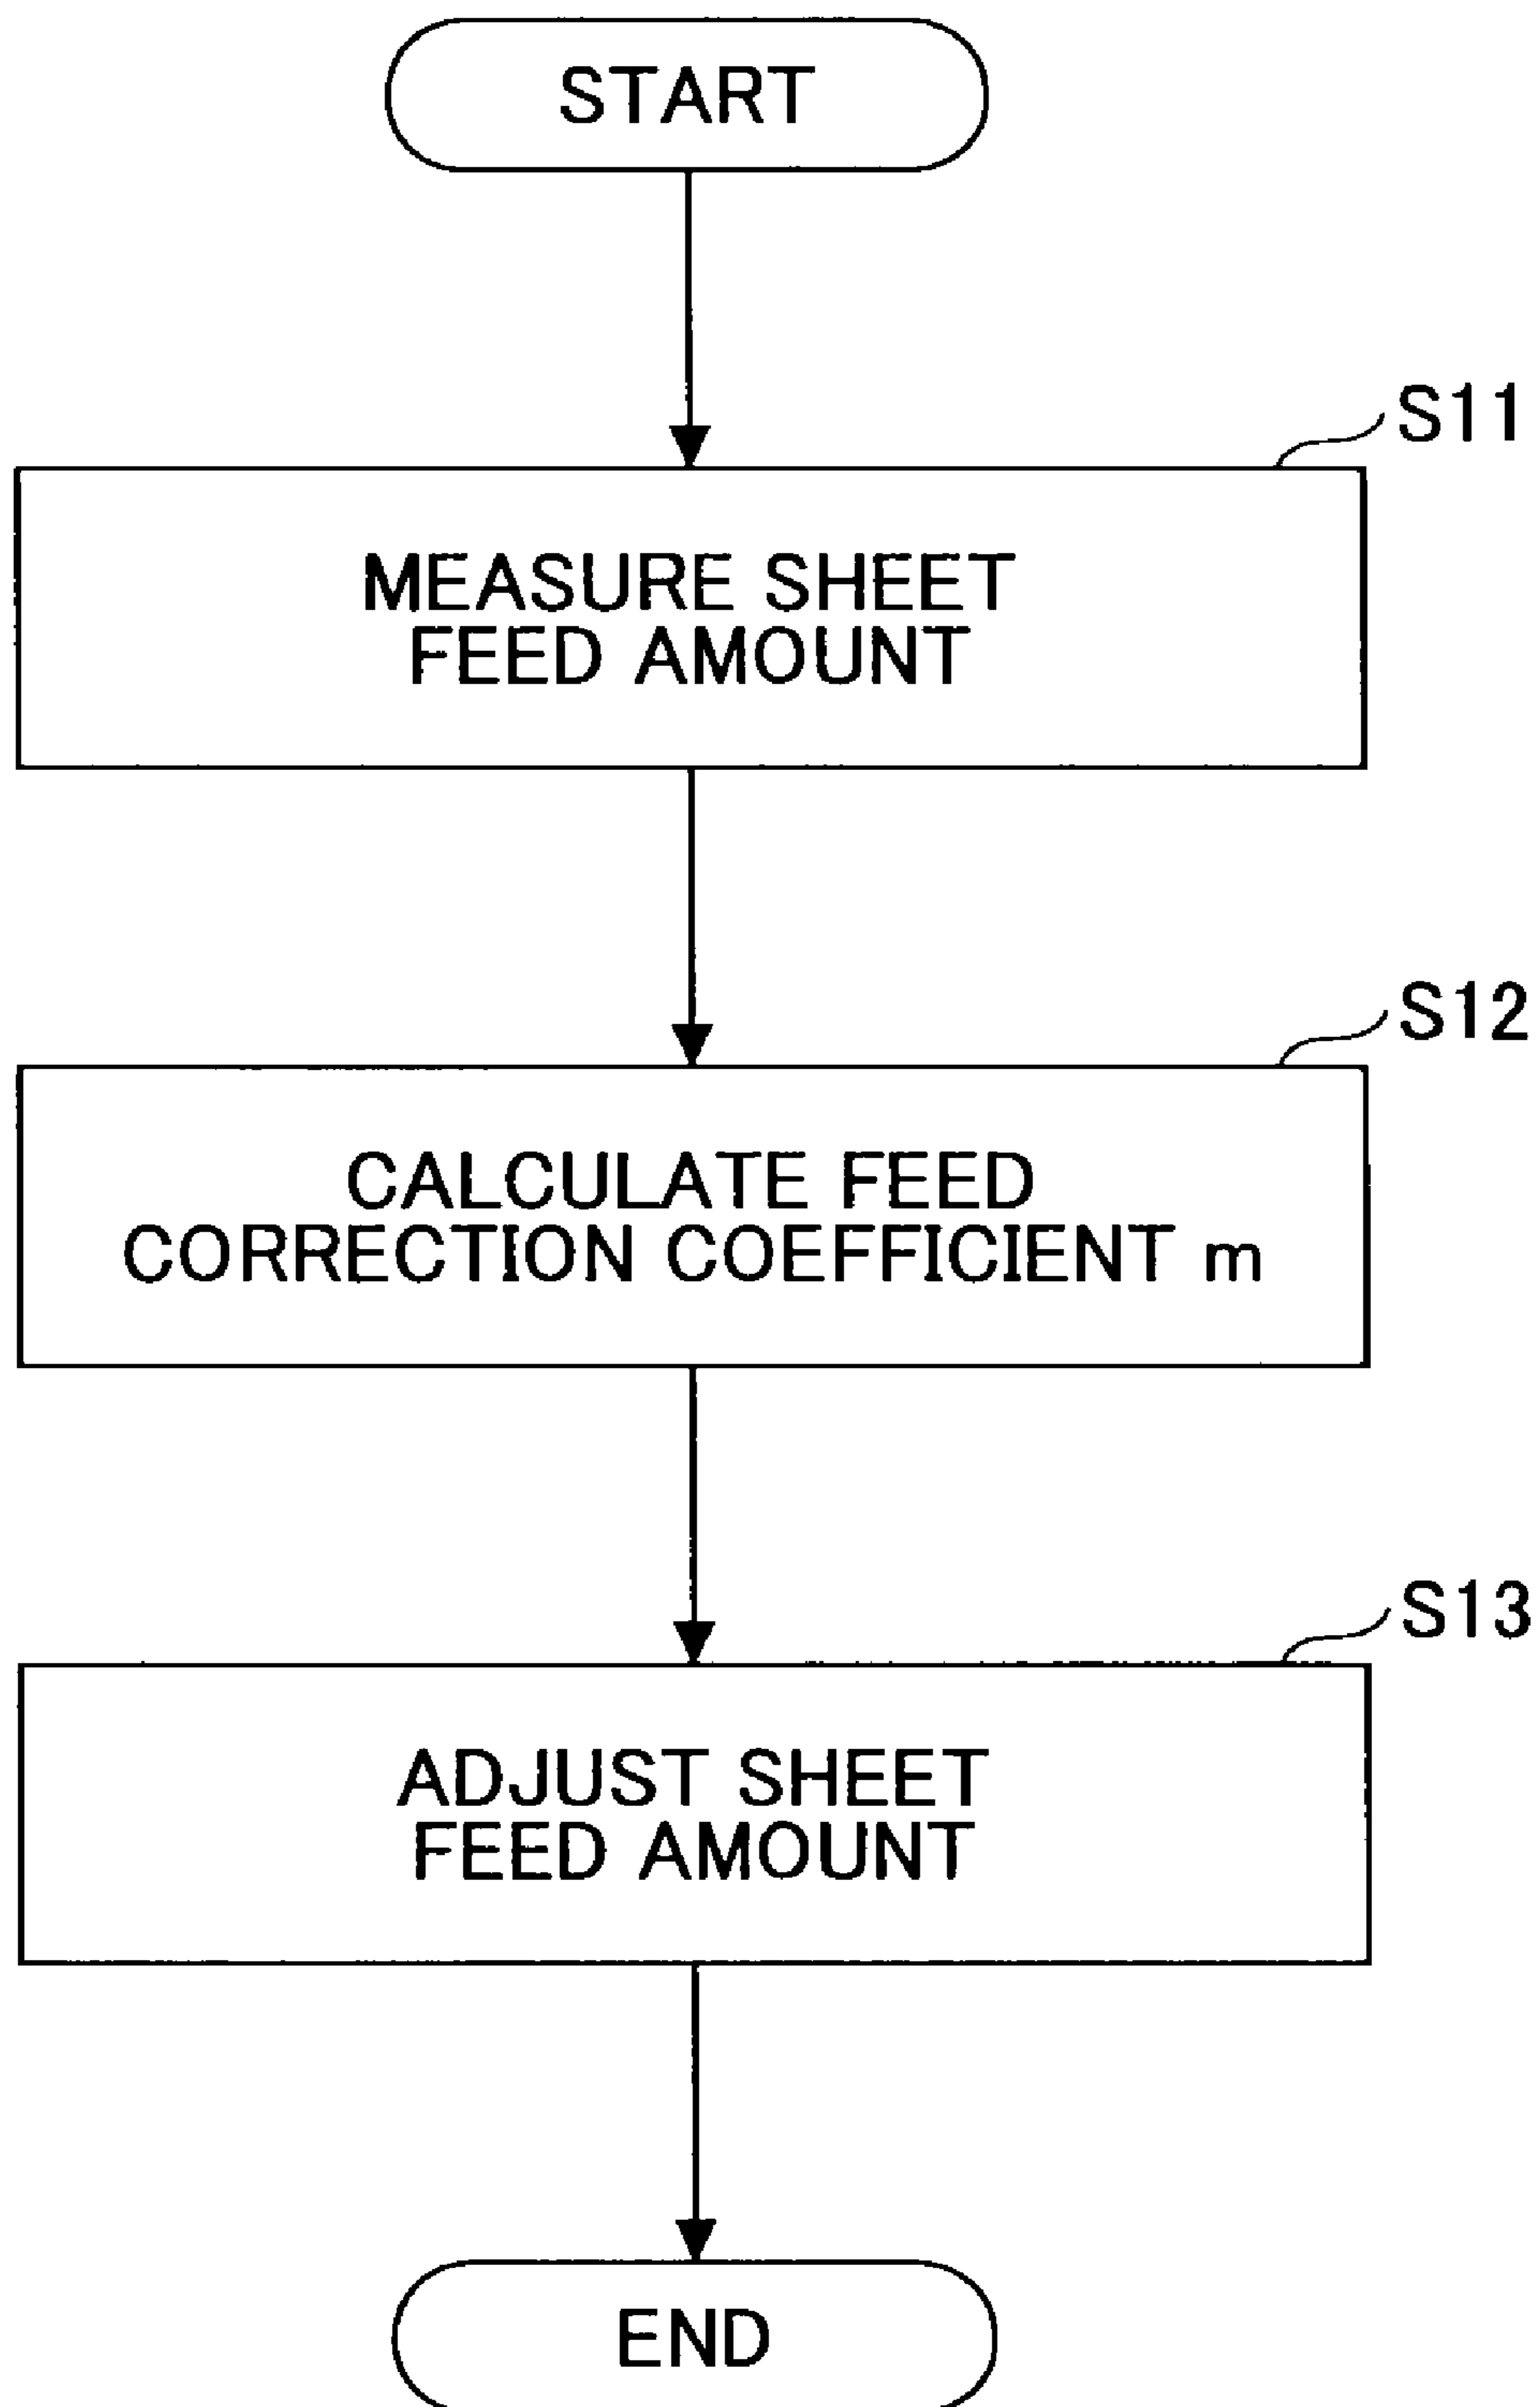 START
S11
MEASURE SHEET
FEED AMOUNT
S12
CALCULATE FEED
CORRECTION COEFFICIENT m
S13
ADJUST SHEET
FEED AMOUNT
END